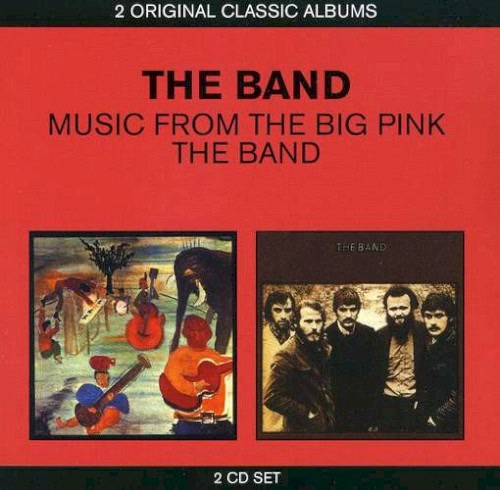 2 ORIGINAL CLASSIC ALBUMS
THE BAND
MUSIC FROM THE BIG PINK
THE BAND
THE BAND
2 CD SET